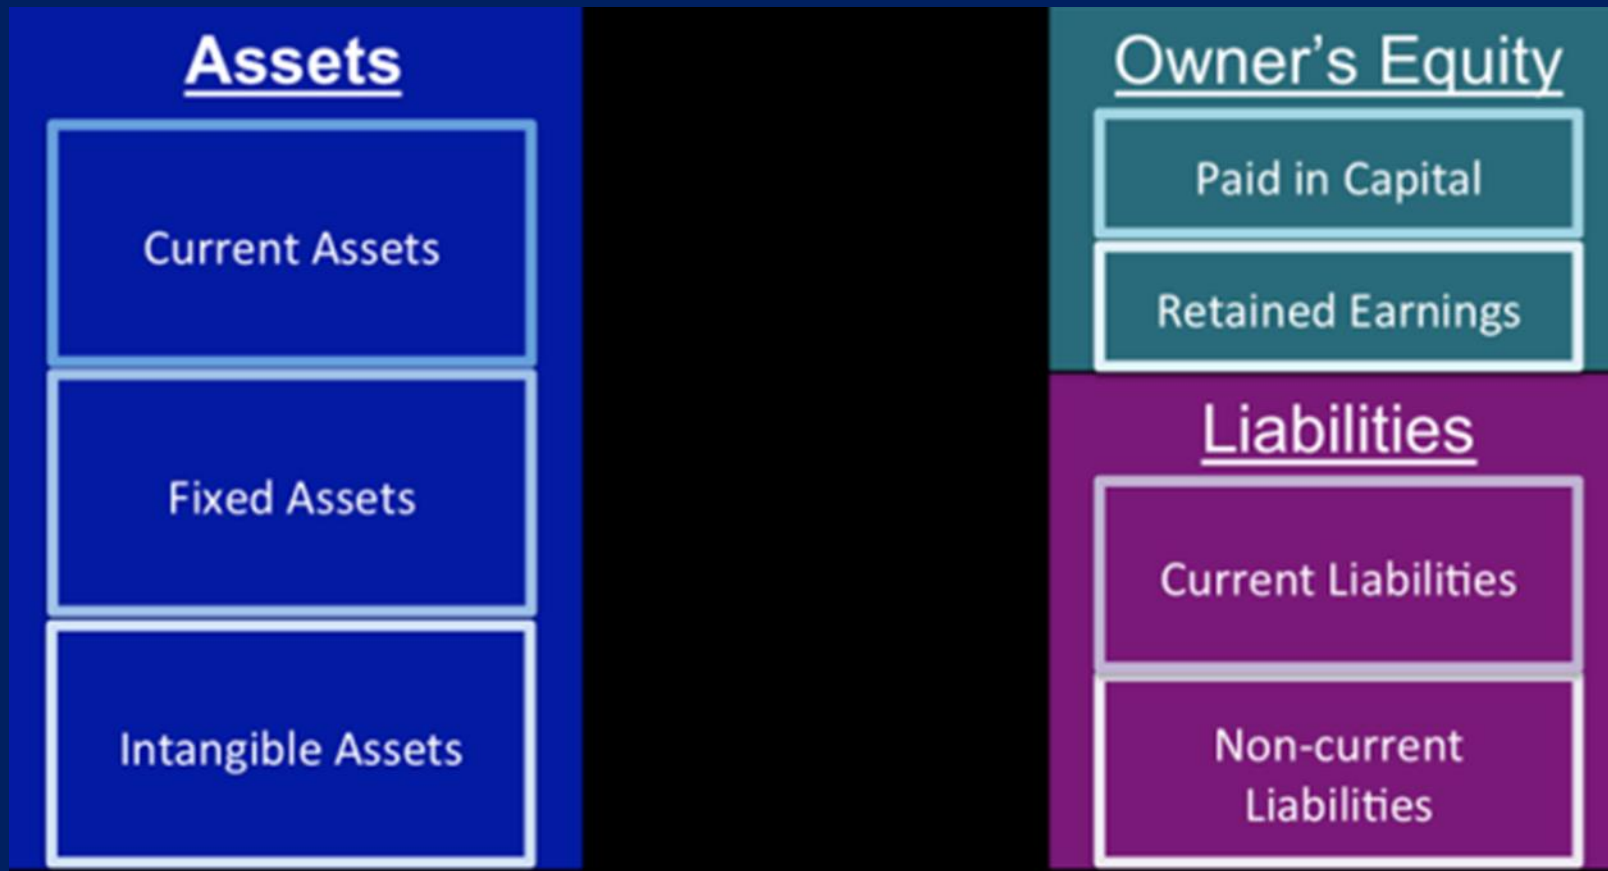 Assets
Current Assets
Fixed Assets
Intangible Assets
Owner’s Equity
Paid in Capital
Retained Earnings
Liabilities
Current Liabilities
Non-current
Liabilities